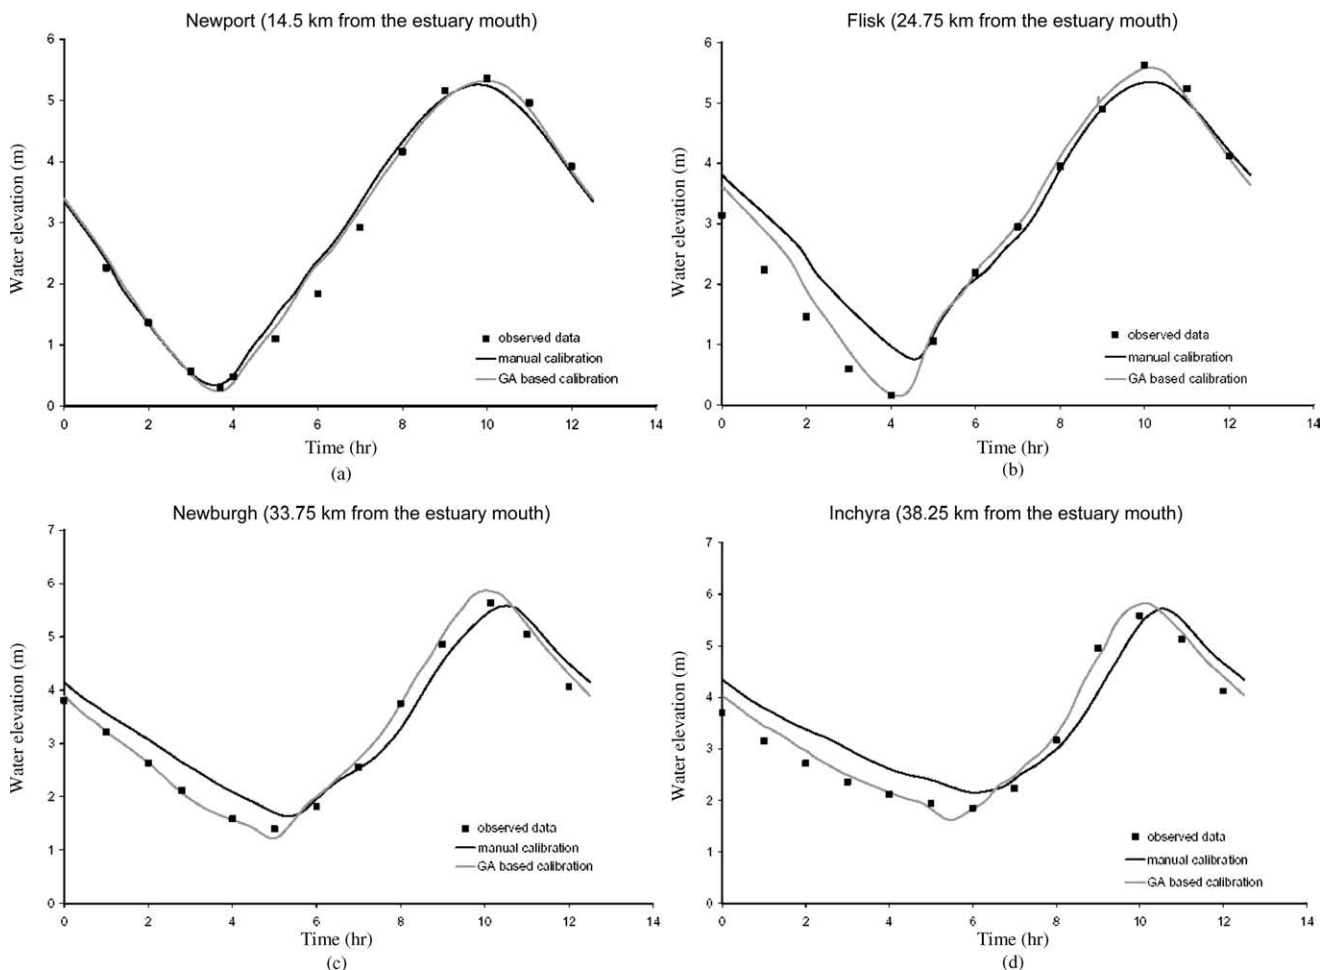 Newport (14.5 km from the estuary mouth)
6
5
4
3
2
1
0
Water elevation (m)
observed data
manual calibration
GA based calibration
0 2 4 6 8 10 12 14
Time (hr)
(a)
Flisk (24.75 km from the estuary mouth)
6
5
4
3
2
1
0
Water elevation (m)
observed data
manual calibration
GA based calibration
0 2 4 6 8 10 12 14
Time (hr)
(b)
Newburgh (33.75 km from the estuary mouth)
7
6
5
4
3
2
1
0
Water elevation (m)
observed data
manual calibration
GA based calibration
0 2 4 6 8 10 12 14
Time (hr)
(c)
Inchyra (38.25 km from the estuary mouth)
7
6
5
4
3
2
1
0
Water elevation (m)
observed data
manual calibration
GA based calibration
0 2 4 6 8 10 12 14
Time (hr)
(d)